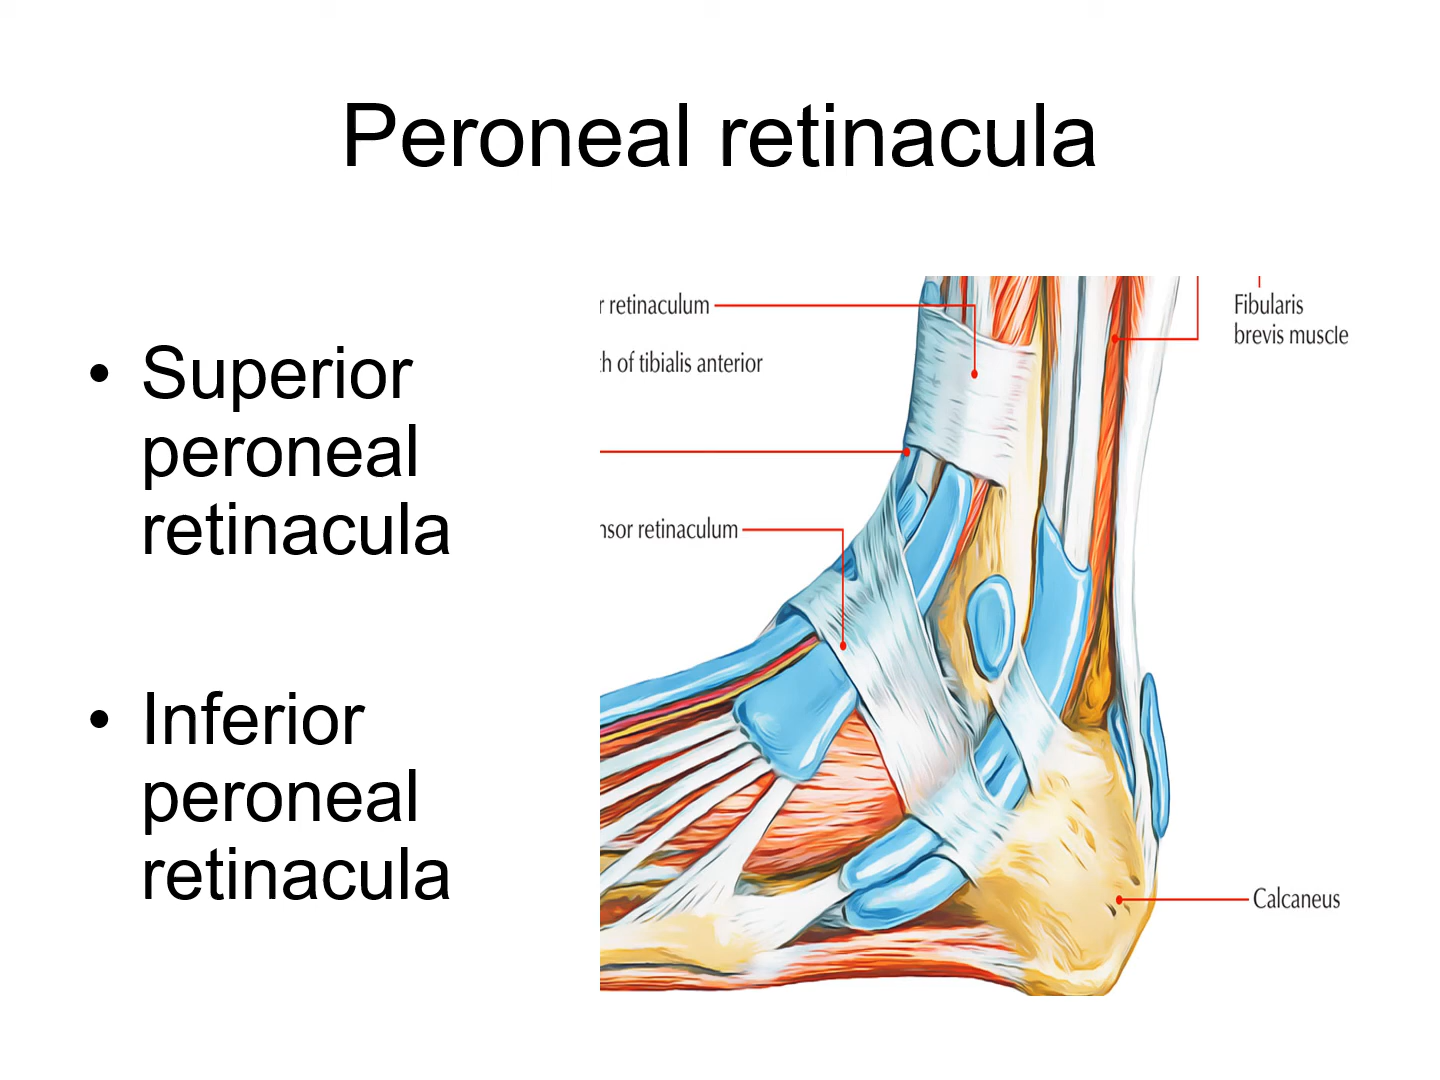 Peroneal retinacula
• Superior
peroneal
retinacula
• Inferior
peroneal
retinacula
r retinaculum
of tibialis anterior
nsor retinaculum
Fibularis
brevis muscle
Calcaneus